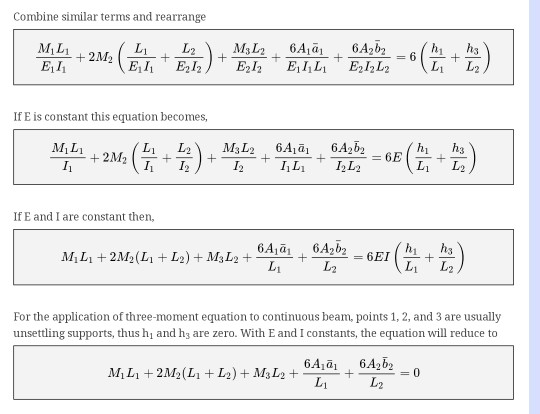 Combine similar terms and rearrange
\frac{M_1L_1}{E_1I_1} + 2M_2\left(\frac{L_1}{E_1I_1} + \frac{L_2}{E_2I_2}\right) + \frac{M_3L_2}{E_2I_2} + \frac{6A_1\bar{a}_1}{E_1I_1L_1} + \frac{6A_2\bar{b}_2}{E_2I_2L_2} = 6\left(\frac{h_1}{L_1} + \frac{h_3}{L_2}\right)
If E is constant this equation becomes,
\frac{M_1L_1}{I_1} + 2M_2\left(\frac{L_1}{I_1} + \frac{L_2}{I_2}\right) + \frac{M_3L_2}{I_2} + \frac{6A_1\bar{a}_1}{I_1L_1} + \frac{6A_2\bar{b}_2}{I_2L_2} = 6E\left(\frac{h_1}{L_1} + \frac{h_3}{L_2}\right)
If E and I are constant then,
M_1L_1 + 2M_2(L_1 + L_2) + M_3L_2 + \frac{6A_1\bar{a}_1}{L_1} + \frac{6A_2\bar{b}_2}{L_2} = 6EI\left(\frac{h_1}{L_1} + \frac{h_3}{L_2}\right)
For the application of three-moment equation to continuous beam, points 1, 2, and 3 are usually
unsettling supports, thus h₁ and h₃ are zero. With E and I constants, the equation will reduce to
M_1L_1 + 2M_2(L_1 + L_2) + M_3L_2 + \frac{6A_1\bar{a}_1}{L_1} + \frac{6A_2\bar{b}_2}{L_2} = 0